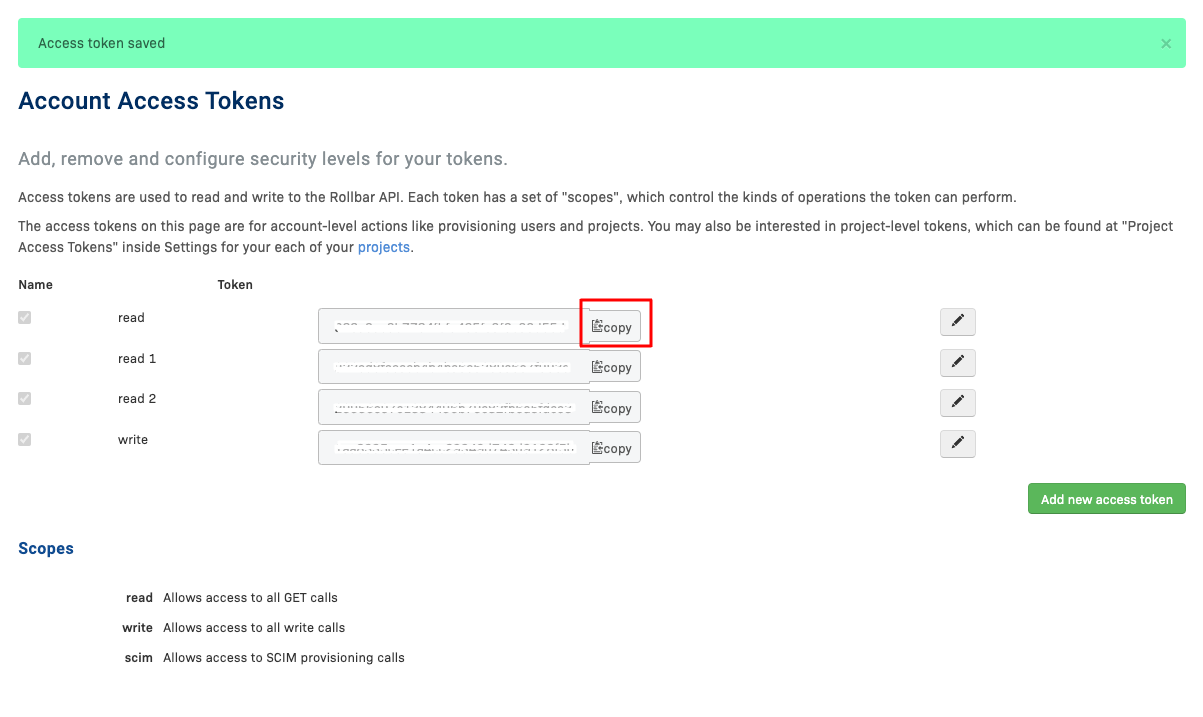 Access token saved ×
Account Access Tokens
Add, remove and configure security levels for your tokens.
Access tokens are used to read and write to the Rollbar API. Each token has a set of "scopes", which control the kinds of operations the token can perform.
The access tokens on this page are for account-level actions like provisioning users and projects. You may also be interested in project-level tokens, which can be found at "Project
Access Tokens" inside Settings for your each of your projects.
Name Token
read copy
read 1 copy
read 2 copy
write copy
Add new access token
Scopes
read Allows access to all GET calls
write Allows access to all write calls
scim Allows access to SCIM provisioning calls